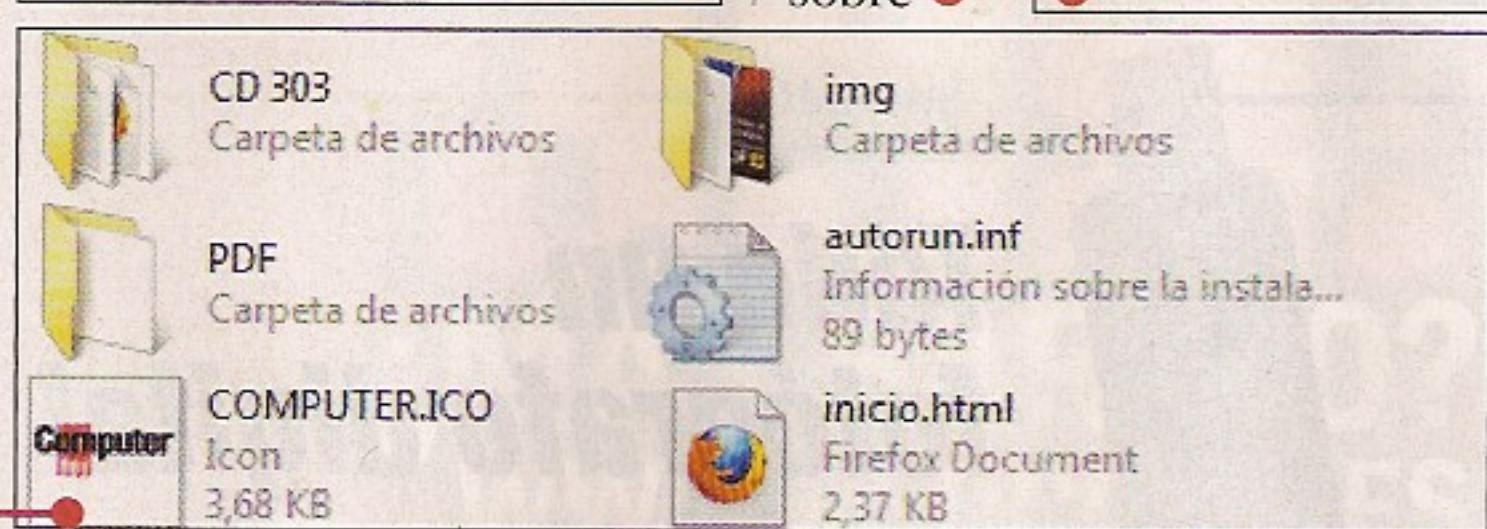 sobre
CD 303
Carpeta de archivos
img
Carpeta de archivos
PDF
Carpeta de archivos
autorun.inf
Información sobre la instala...
89 bytes
Computer
COMPUTER.ICO
Icon
3,68 KB
inicio.html
Firefox Document
2,37 KB